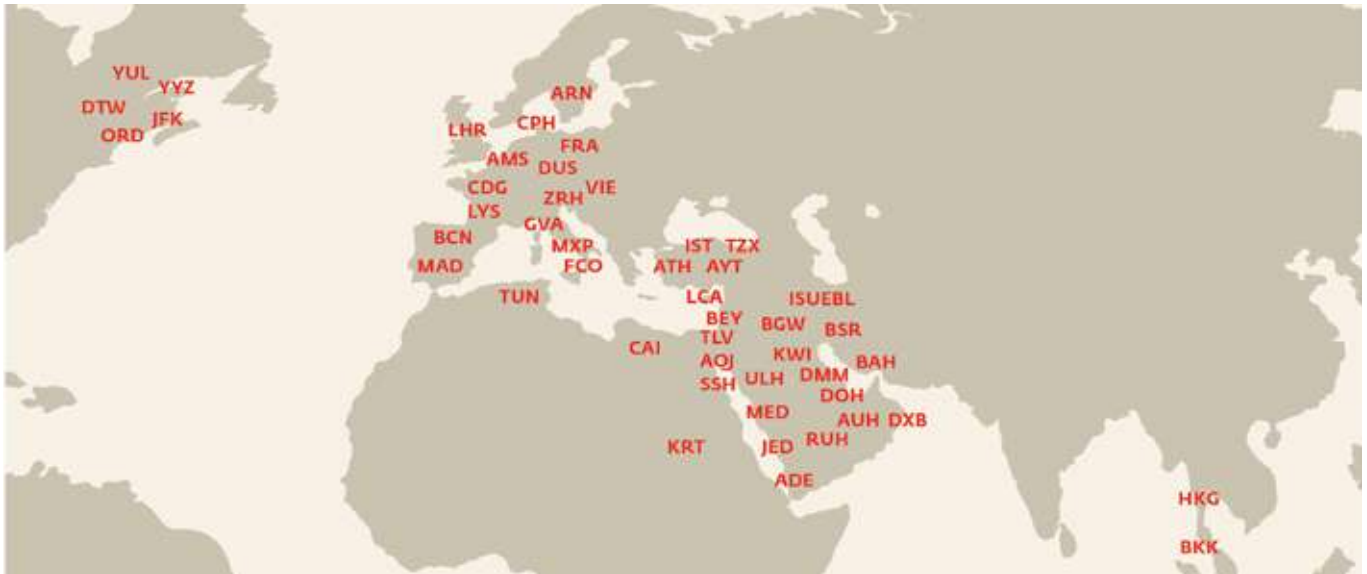 YUL
YYZ
DTW
JFK
ORD
ARN
CPH
LHR
FRA
AMS
DUS
CDG
VIE
ZRH
LYS
GVA
BCN
MXP
IST
TZX
MAD
FCO
ATH
AYT
TUN
LCA
ISUEBL
BEY
BGW
BSR
TLV
CAI
KWI
AQJ
BAH
ULH
DMM
SSH
DOH
MED
AUH
DXB
RUH
KRT
JED
ADE
HKG
BKK